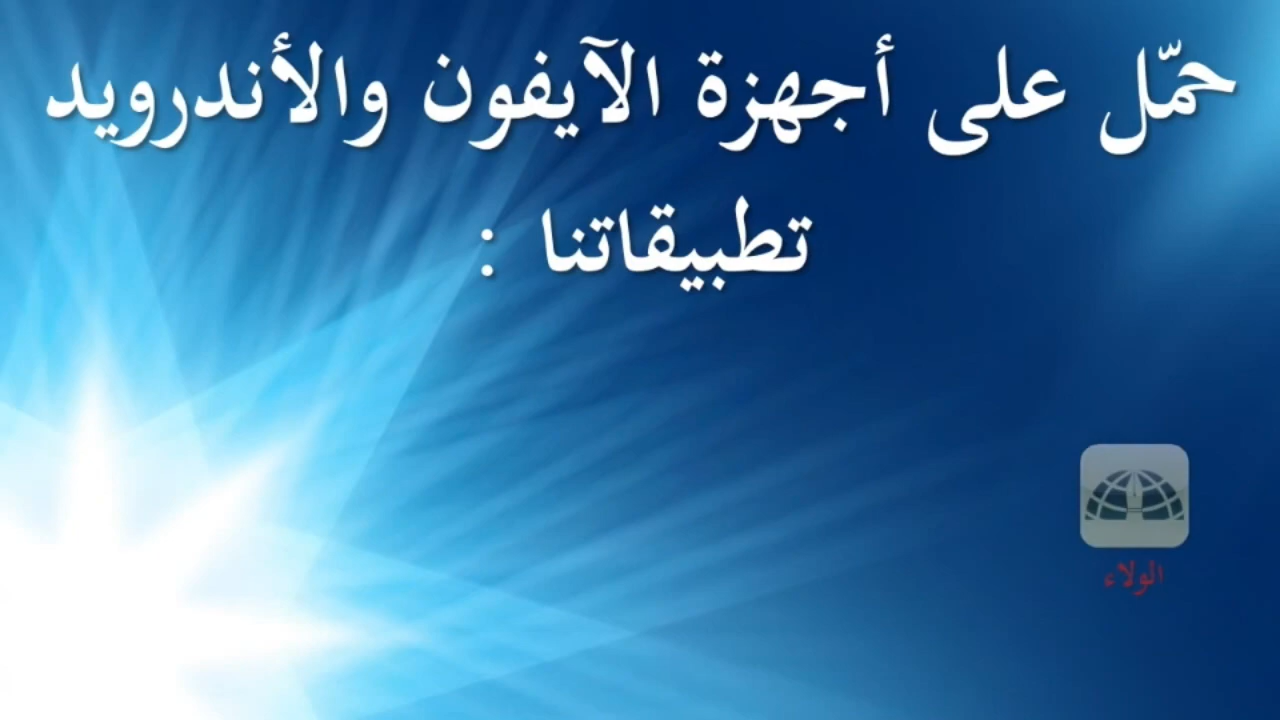 حمّل على أجهزة الآيفون والأندرويد
تطبيقاتنا :
الولاء